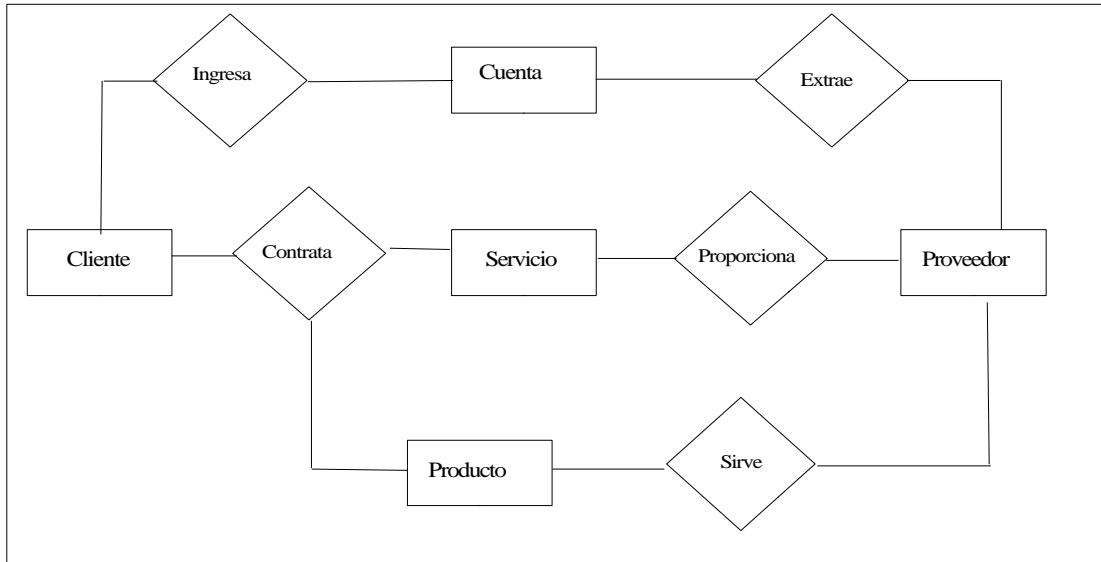 Ingresa
Cuenta
Extrae
Cliente
Contrata
Servicio
Proporciona
Proveedor
Producto
Sirve